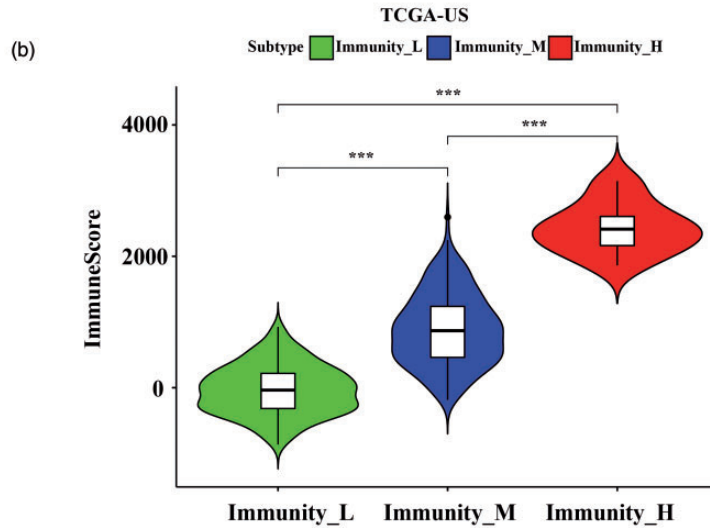 TCGA-US
(b)
Subtype Immunity_L Immunity_M Immunity_H
***
4000
***
***
2000
0
ImmuneScore
Immunity_L Immunity_M Immunity_H